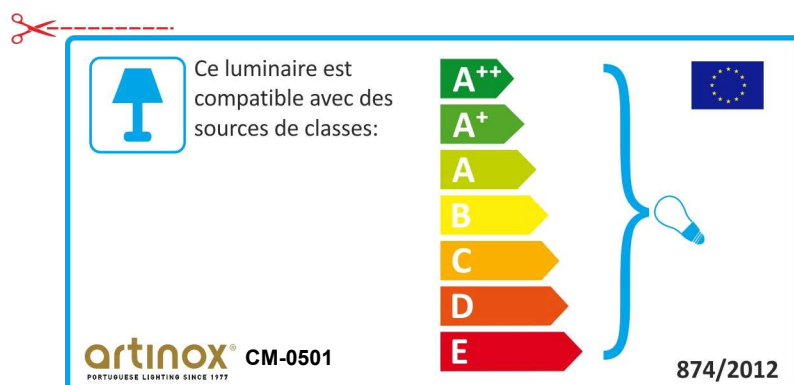 Ce luminaire est
compatible avec des
sources de classes:
A++
A+
A
B
C
D
E
artinox®
PORTUGUESE LIGHTING SINCE 1977
CM-0501
874/2012